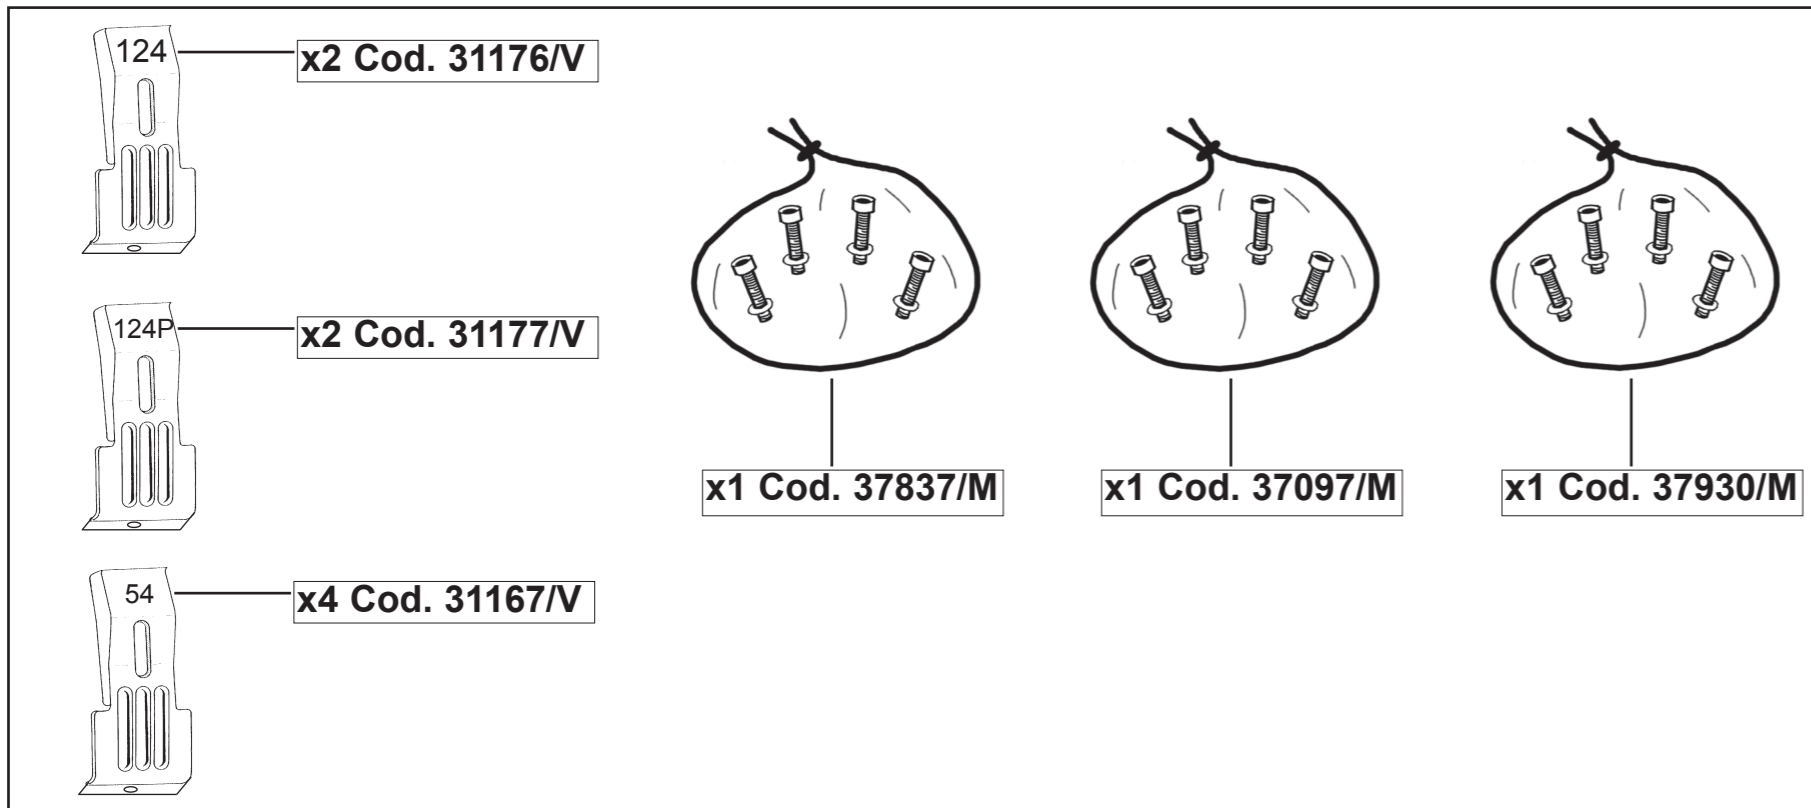 124
x2 Cod. 31176/V
124P
x2 Cod. 31177/V
54
x4 Cod. 31167/V
x1 Cod. 37837/M
x1 Cod. 37097/M
x1 Cod. 37930/M